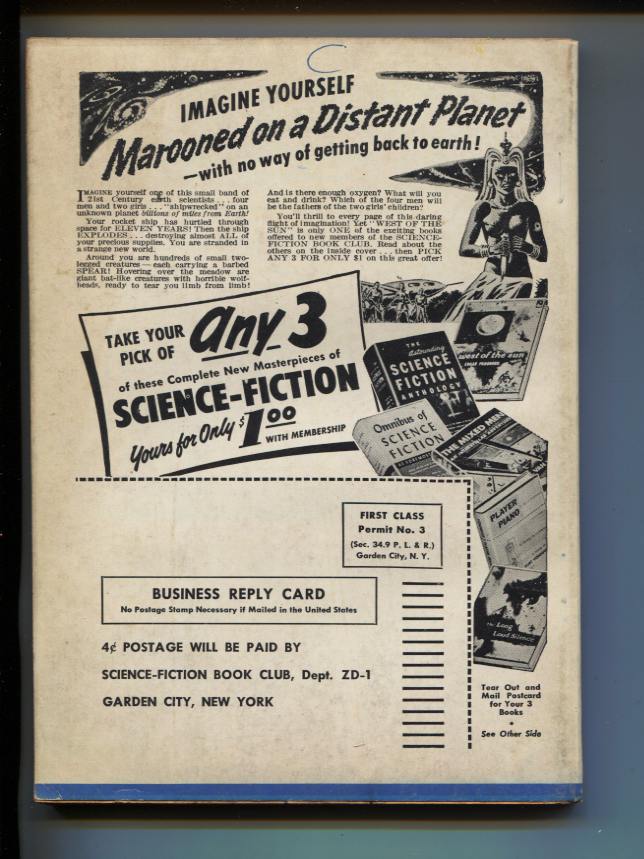 IMAGINE YOURSELF
Marooned on a Distant Planet
—with no way of getting back to earth!
IMAGINE yourself one of this small band of
21st Century earth scientists . . . four
men and two girls . . . "shipwrecked" on an
unknown planet billions of miles from Earth!
Your rocket ship has hurtled through
space for ELEVEN YEARS! Then the ship
EXPLODES . . . destroying almost ALL of
your precious supplies. You are stranded in
a strange new world.
Around you are hundreds of small two-
legged creatures — each carrying a barbed
SPEAR! Hovering over the meadow are
giant bat-like creatures with horrible wolf-
heads, ready to tear you limb from limb!
And is there enough oxygen? What will you
eat and drink? Which of the four men will
be the fathers of the two girls' children?
You'll thrill to every page of this daring
flight of imagination! Yet "WEST OF THE
SUN" is only ONE of the exciting books
offered to new members of the SCIENCE-
FICTION BOOK CLUB. Read about the
others on the inside cover . . . then PICK
ANY 3 FOR ONLY $1 on this great offer!
TAKE YOUR
PICK OF
any 3
of these Complete New Masterpieces of
SCIENCE-FICTION
Yours for Only $1.00
WITH MEMBERSHIP
west of the sun
EDGAR PANGBORN
THE
Astounding
SCIENCE
FICTION
ANTHOLOGY
Omnibus of
SCIENCE
FICTION
THE MIXED MEN
PLAYER
PIANO
The Long
Loud Silence
FIRST CLASS
Permit No. 3
(Sec. 34.9 P. L. & R.)
Garden City, N. Y.
BUSINESS REPLY CARD
No Postage Stamp Necessary if Mailed in the United States
4¢ POSTAGE WILL BE PAID BY
SCIENCE-FICTION BOOK CLUB, Dept. ZD-1
GARDEN CITY, NEW YORK
Tear Out and
Mail Postcard
for Your 3
Books
•
See Other Side